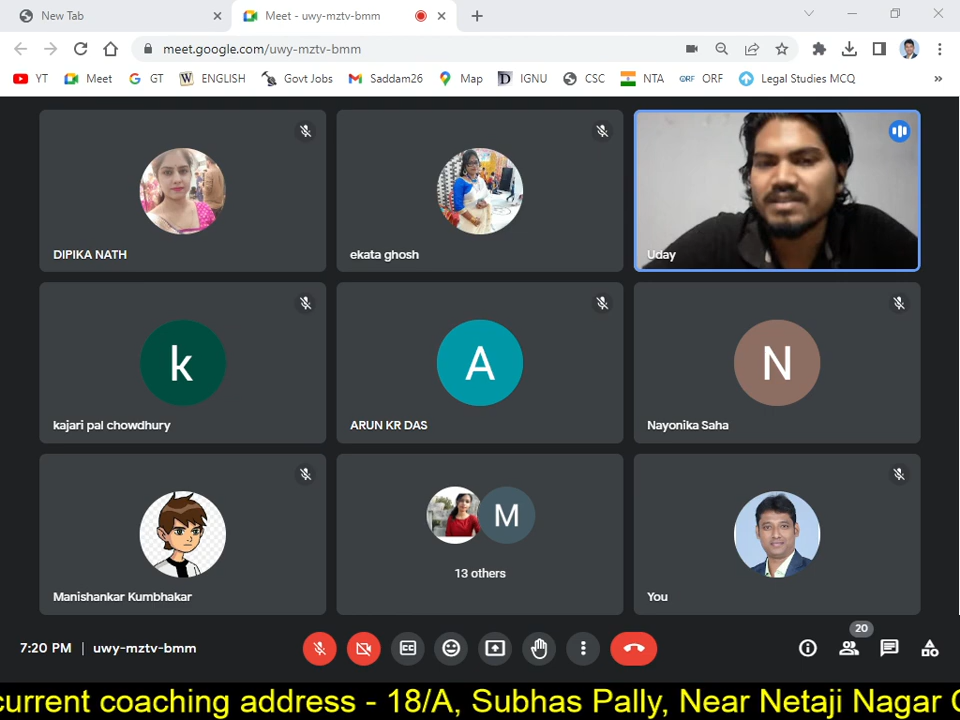 New Tab
Meet - uwy-mztv-bmm
meet.google.com/uwy-mztv-bmm
YT Meet GT ENGLISH Govt Jobs Saddam26 Map IGNU CSC NTA ORF ORF Legal Studies MCQ »
DIPIKA NATH
ekata ghosh
Uday
k
kajari pal chowdhury
A
ARUN KR DAS
N
Nayonika Saha
Manishankar Kumbhakar
M
13 others
You
7:20 PM | uwy-mztv-bmm
20
current coaching address - 18/A, Subhas Pally, Near Netaji Nagar